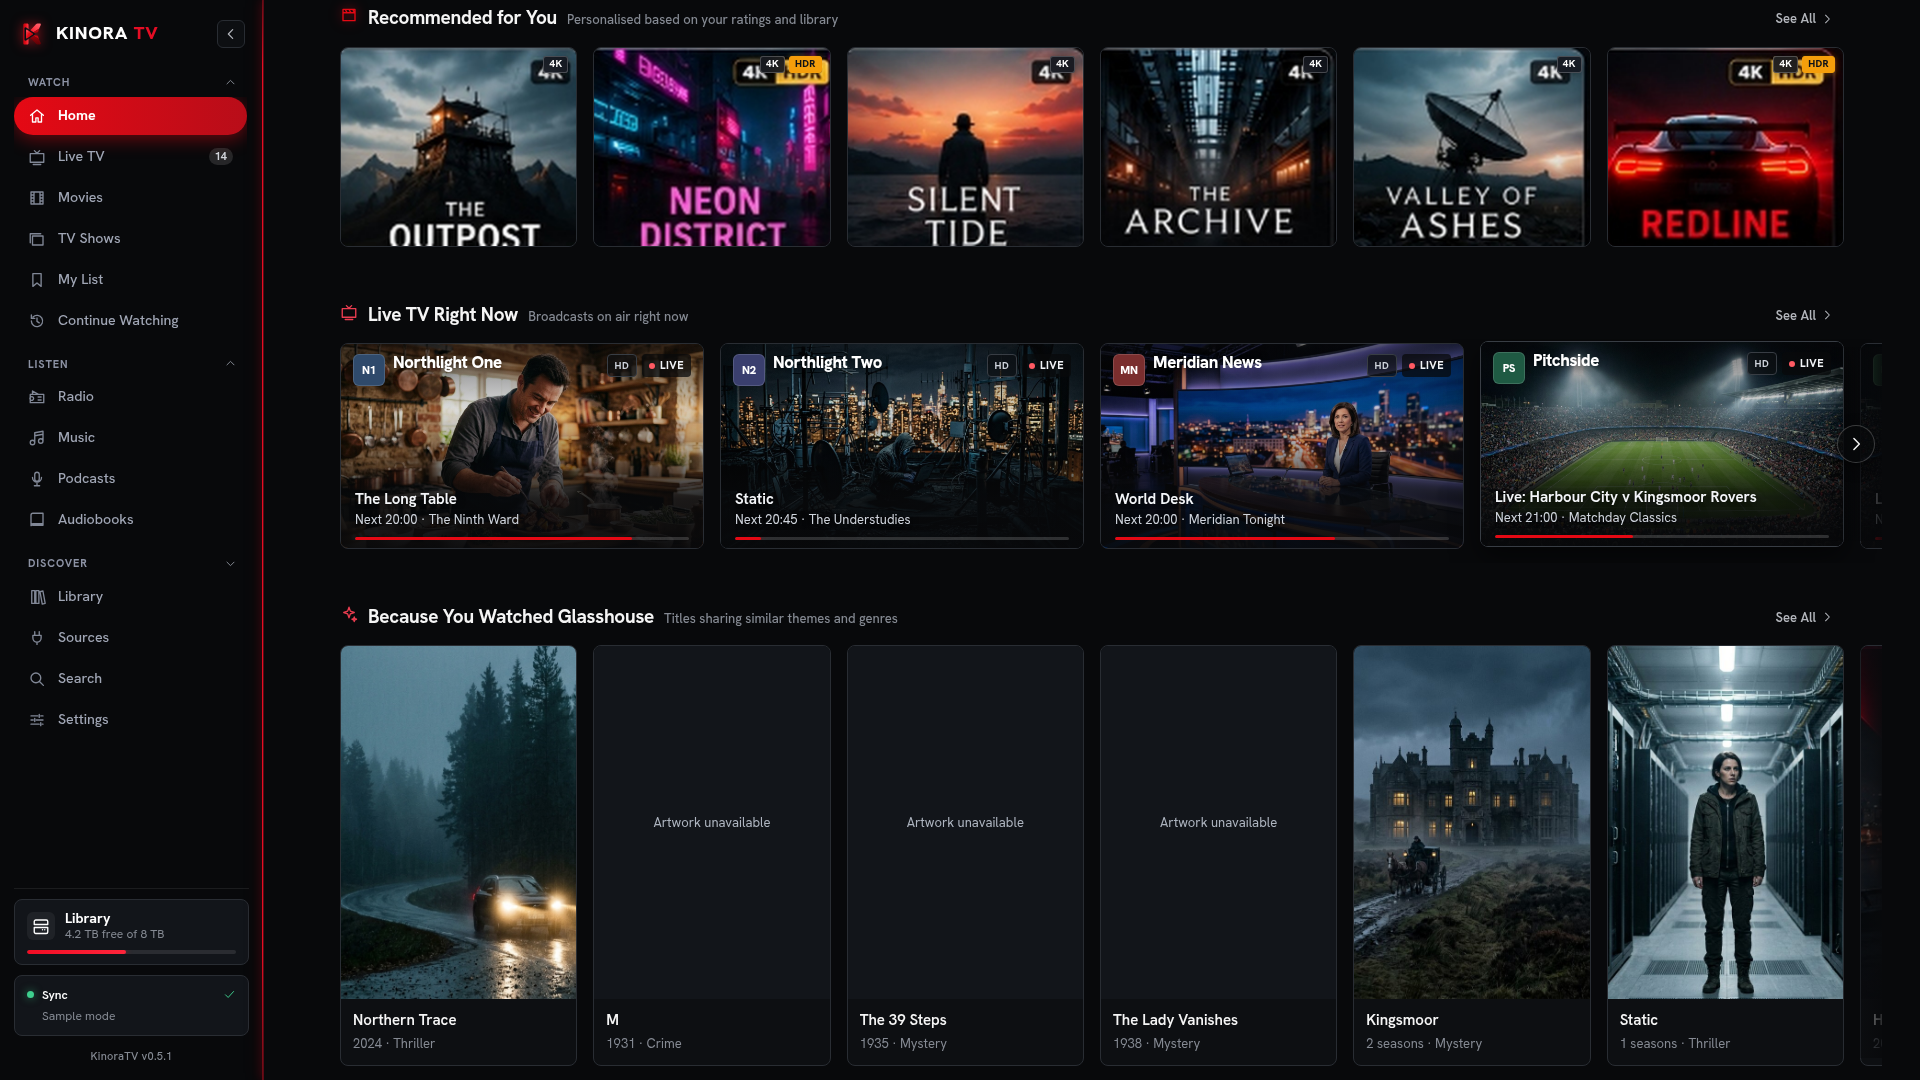 KINORA TV
WATCH
Home
Live TV 14
Movies
TV Shows
My List
Continue Watching
LISTEN
Radio
Music
Podcasts
Audiobooks
DISCOVER
Library
Sources
Search
Settings
Library
4.2 TB free of 8 TB
Sync
Sample mode
KinoraTV v0.5.1
Recommended for You Personalised based on your ratings and library See All
4K 4K
THE
OUTPOST
4K HDR 4K HDR
NEON
DISTRICT
4K 4K
SILENT
TIDE
4K 4K
THE
ARCHIVE
4K 4K
VALLEY OF
ASHES
4K HDR 4K HDR
REDLINE
Live TV Right Now Broadcasts on air right now See All
N1 Northlight One HD LIVE
The Long Table
Next 20:00 · The Ninth Ward
N2 Northlight Two HD LIVE
Static
Next 20:45 · The Understudies
MN Meridian News HD LIVE
World Desk
Next 20:00 · Meridian Tonight
PS Pitchside HD LIVE
Live: Harbour City v Kingsmoor Rovers
Next 21:00 · Matchday Classics
Because You Watched Glasshouse Titles sharing similar themes and genres See All
Northern Trace
2024 · Thriller
Artwork unavailable
M
1931 · Crime
Artwork unavailable
The 39 Steps
1935 · Mystery
Artwork unavailable
The Lady Vanishes
1938 · Mystery
Kingsmoor
2 seasons · Mystery
Static
1 seasons · Thriller